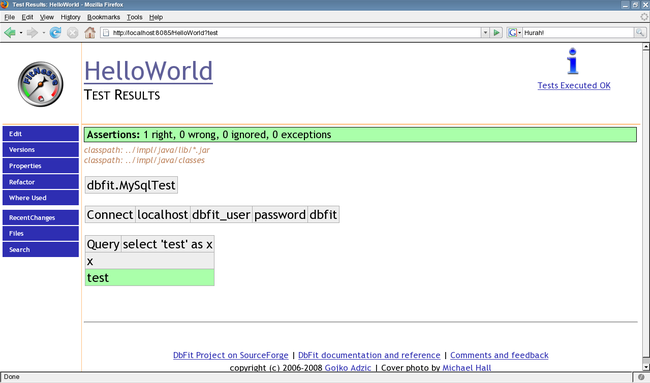 Test Results: HelloWorld - Mozilla Firefox
File Edit View History Bookmarks Tools Help
http://localhost:8085/HelloWorld?test
G Hurah!
FitNesse
HelloWorld
TEST RESULTS
Tests Executed OK
Edit
Versions
Properties
Refactor
Where Used
RecentChanges
Files
Search
Assertions: 1 right, 0 wrong, 0 ignored, 0 exceptions
classpath: ../impl/java/lib/*.jar
classpath: ../impl/java/classes
dbfit.MySqlTest
Connect localhost dbfit_user password dbfit
Query select 'test' as x
x
test
DbFit Project on SourceForge | DbFit documentation and reference | Comments and feedback
copyright (c) 2006-2008 Gojko Adzic | Cover photo by Michael Hall
Done